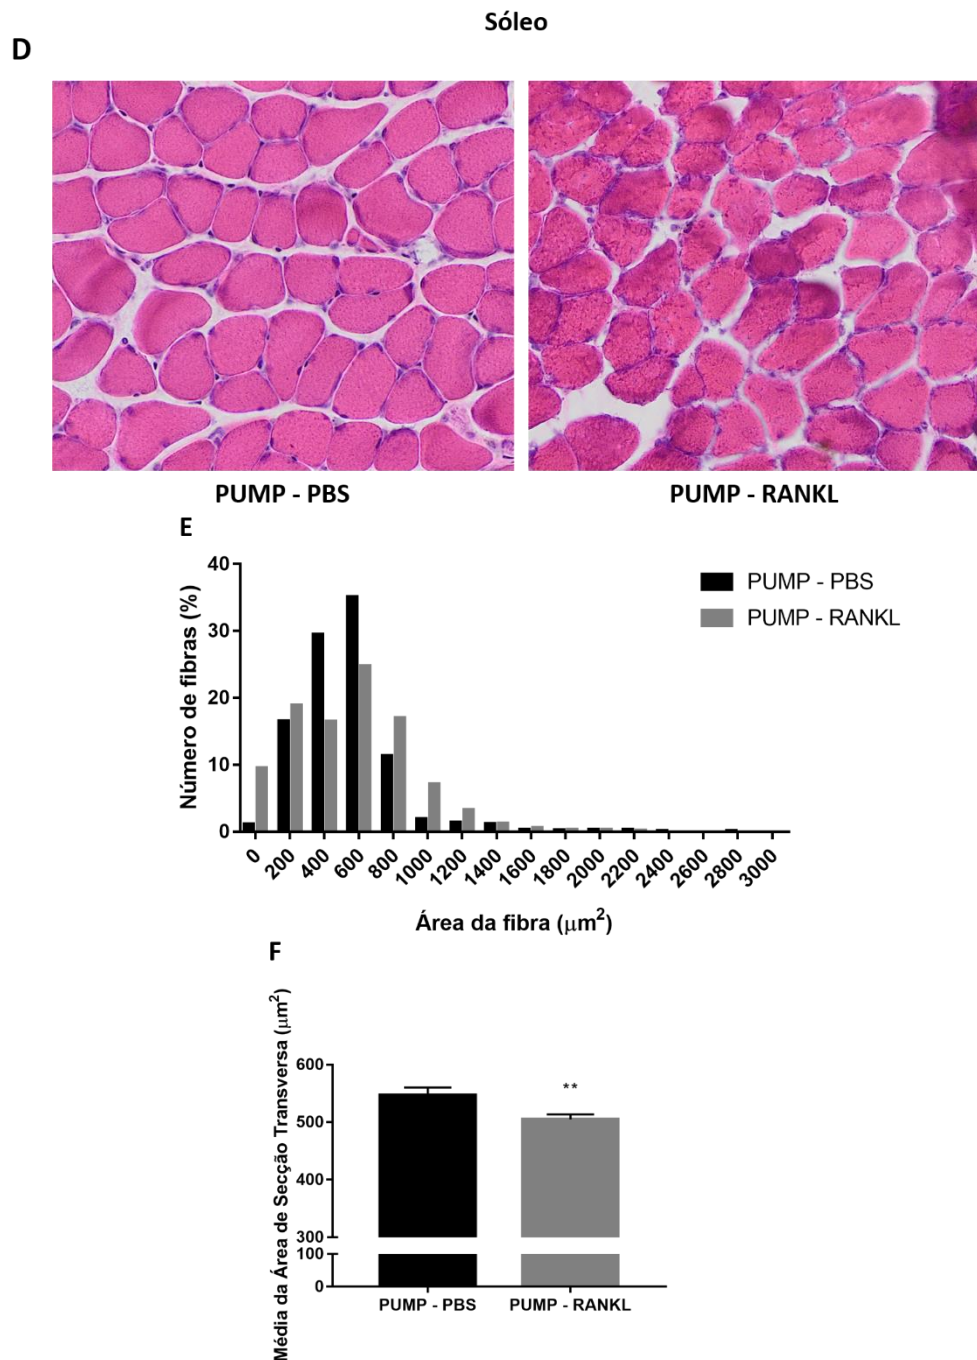 Sóleo
D
PUMP - PBS
PUMP - RANKL
E
40
30
20
10
0
Número de fibras (%)
PUMP - PBS
PUMP - RANKL
0 200 400 600 800 1000 1200 1400 1600 1800 2000 2200 2400 2600 2800 3000
Área da fibra (μm²)
F
Média da Área de Secção Transversa (μm²)
600
500
400
300
100
0
**
PUMP - PBS
PUMP - RANKL